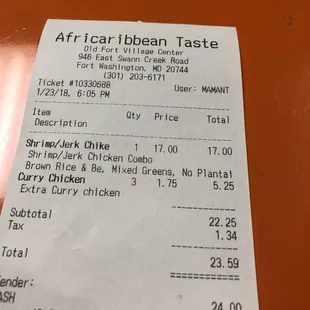 Africaribbean Taste
Old Fort Village Center
946 East Swann Creek Road
Fort Washington, MD 20744
(301) 203-6171
Ticket #10330688
1/23/18, 6:05 PM User: MAMANT
Item Qty Price Total
Description
Shrimp/Jerk Chike 1 17.00 17.00
Shrimp/Jerk Chicken Combo
Brown Rice & Be, Mixed Greens, No Plantai
Curry Chicken 3 1.75 5.25
Extra Curry chicken
Subtotal 22.25
Tax 1.34
Total 23.59
ender:
ASH 24.00